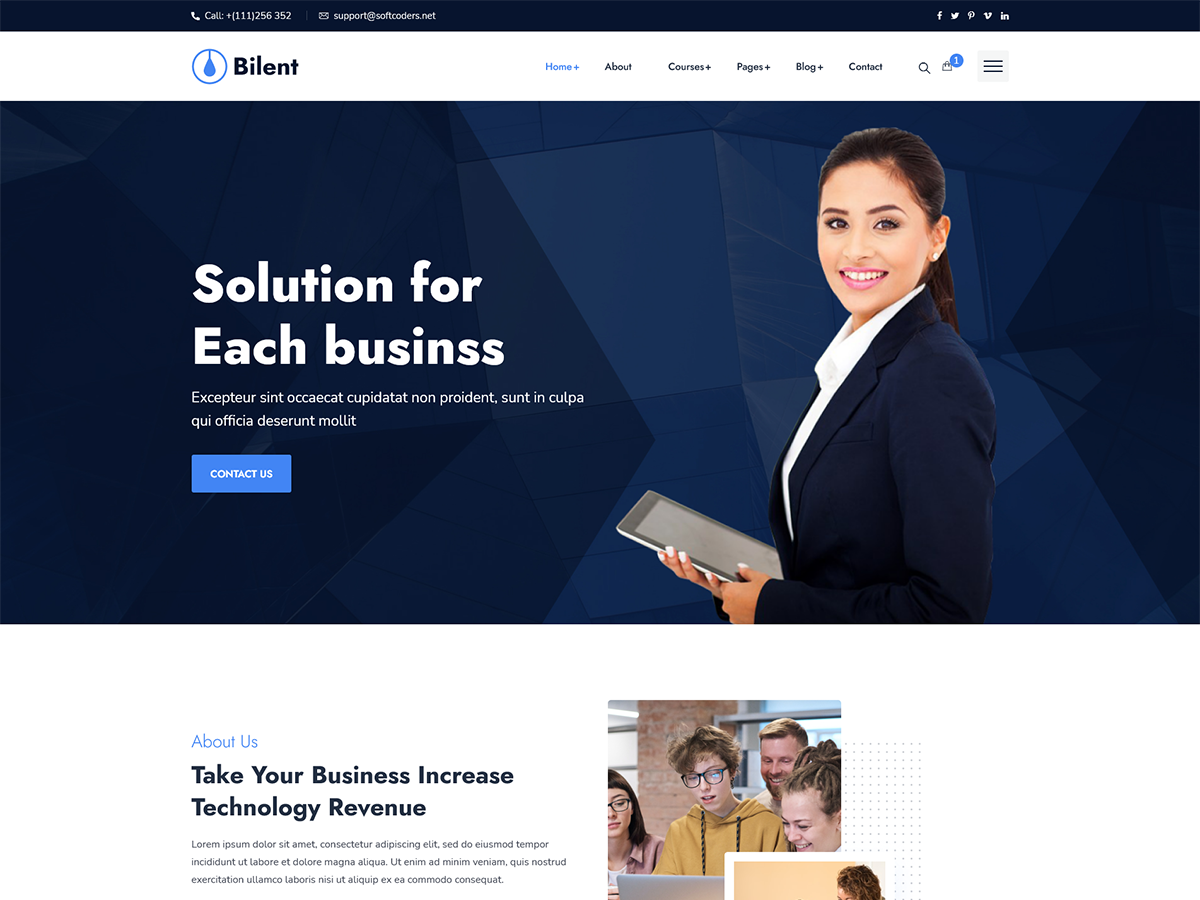 Call: +(111)256 352
support@softcoders.net
Bilent
Home+
About
Courses+
Pages+
Blog+
Contact
1
Solution for
Each businss
Excepteur sint occaecat cupidatat non proident, sunt in culpa
qui officia deserunt mollit
CONTACT US
About Us
Take Your Business Increase
Technology Revenue
Lorem ipsum dolor sit amet, consectetur adipiscing elit, sed do eiusmod tempor
incididunt ut labore et dolore magna aliqua. Ut enim ad minim veniam, quis nostrud
exercitation ullamco laboris nisi ut aliquip ex ea commodo consequat.